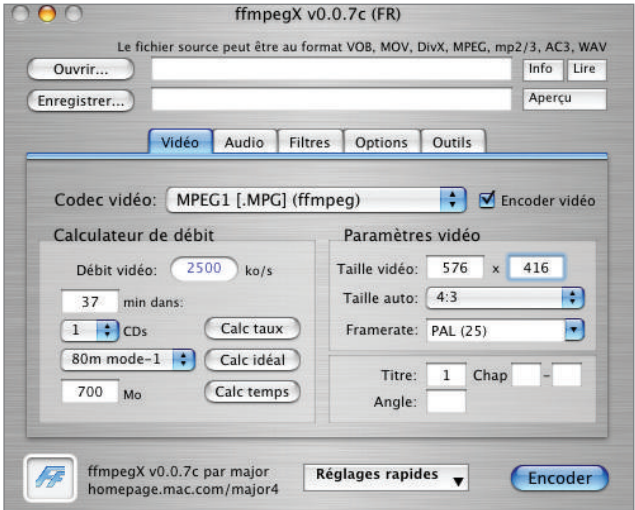 ffmpegX v0.0.7c (FR)
Le fichier source peut être au format VOB, MOV, DivX, MPEG, mp2/3, AC3, WAV
Ouvrir... Info Lire
Enregistrer... Aperçu
Vidéo Audio Filtres Options Outils
Codec vidéo: MPEG1 [.MPG] (ffmpeg) Encoder vidéo
Calculateur de débit
Débit vidéo: 2500 ko/s
37 min dans:
1 CDs Calc taux
80m mode-1 Calc idéal
700 Mo Calc temps
Paramètres vidéo
Taille vidéo: 576 x 416
Taille auto: 4:3
Framerate: PAL (25)
Titre: 1 Chap -
Angle:
FF
ffmpegX v0.0.7c par major
homepage.mac.com/major4
Réglages rapides
Encoder